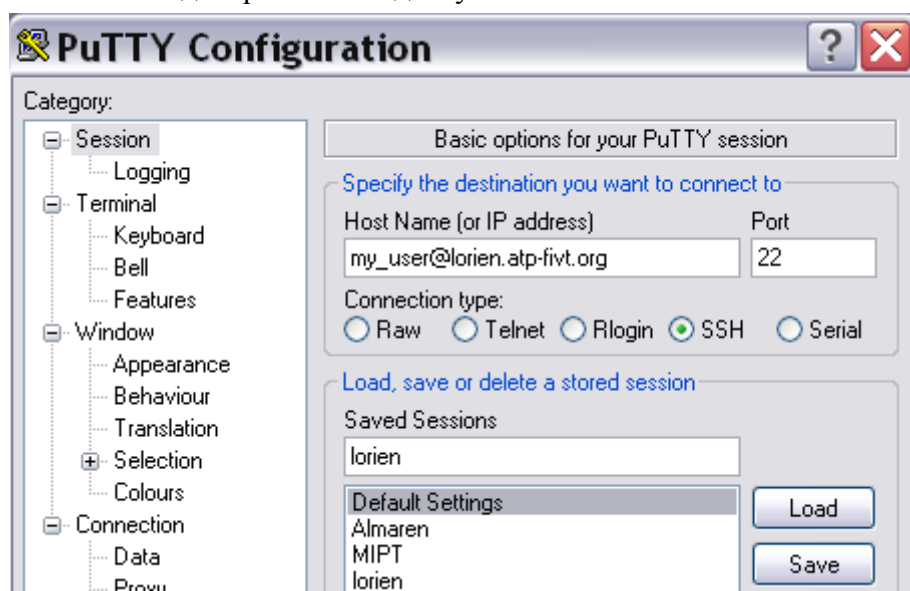 PuTTY Configuration
Category:
Session
Logging
Terminal
Keyboard
Bell
Features
Window
Appearance
Behaviour
Translation
Selection
Colours
Connection
Data
Proxy
Basic options for your PuTTY session
Specify the destination you want to connect to
Host Name (or IP address) Port
my_user@lorien.atp-fivt.org 22
Connection type:
Raw Telnet Rlogin SSH Serial
Load, save or delete a stored session
Saved Sessions
lorien
Default Settings
Almaren
MIPT
lorien
Load
Save